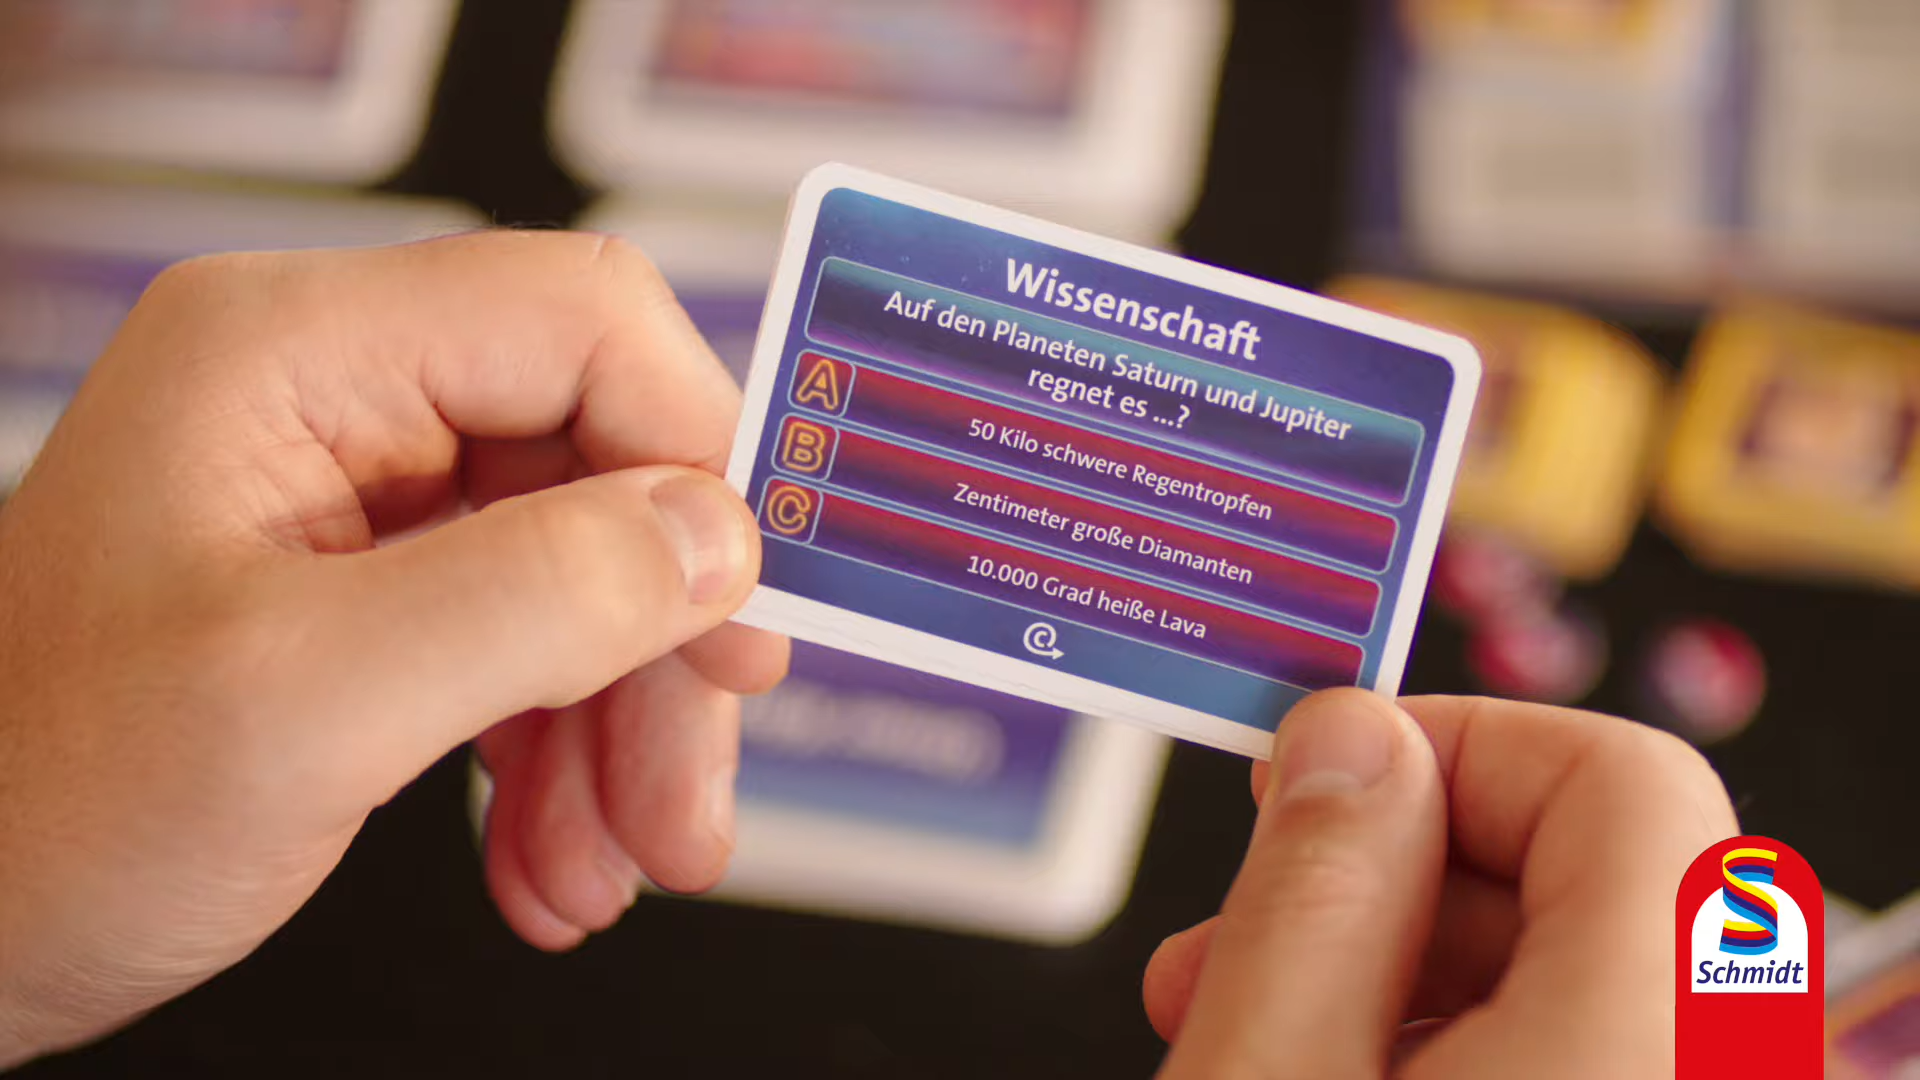 Wissenschaft
Auf den Planeten Saturn und Jupiter
regnet es ...?
A
50 Kilo schwere Regentropfen
B
Zentimeter große Diamanten
C
10.000 Grad heiße Lava
Schmidt